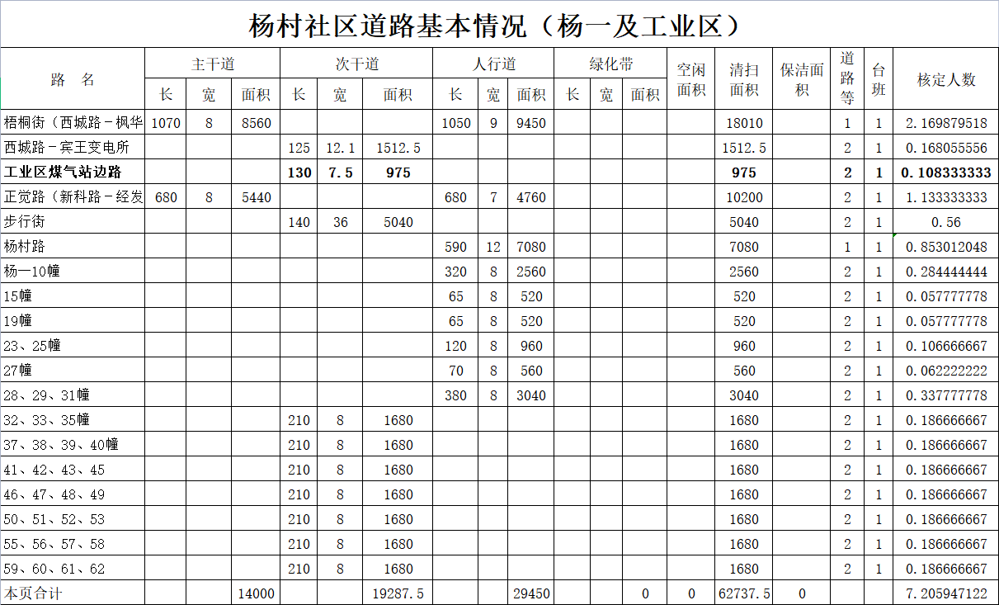 杨村社区道路基本情况（杨一及工业区）
路 名 主干道 次干道 人行道 绿化带 空闲面积 清扫面积 保洁面积 道路等 台班 核定人数
长 宽 面积 长 宽 面积 长 宽 面积 长 宽 面积
梧桐街（西城路－枫华 1070 8 8560 1050 9 9450 18010 1 1 2.169879518
西城路－宾王变电所 125 12.1 1512.5 1512.5 2 1 0.168055556
工业区煤气站边路 130 7.5 975 975 2 1 0.108333333
正觉路（新科路－经发 680 8 5440 680 7 4760 10200 2 1 1.133333333
步行街 140 36 5040 5040 2 1 0.56
杨村路 590 12 7080 7080 1 1 0.853012048
杨一10幢 320 8 2560 2560 2 1 0.284444444
15幢 65 8 520 520 2 1 0.057777778
19幢 65 8 520 520 2 1 0.057777778
23、25幢 120 8 960 960 2 1 0.106666667
27幢 70 8 560 560 2 1 0.062222222
28、29、31幢 380 8 3040 3040 2 1 0.337777778
32、33、35幢 210 8 1680 1680 2 1 0.186666667
37、38、39、40幢 210 8 1680 1680 2 1 0.186666667
41、42、43、45 210 8 1680 1680 2 1 0.186666667
46、47、48、49 210 8 1680 1680 2 1 0.186666667
50、51、52、53 210 8 1680 1680 2 1 0.186666667
55、56、57、58 210 8 1680 1680 2 1 0.186666667
59、60、61、62 210 8 1680 1680 2 1 0.186666667
本页合计 14000 19287.5 29450 0 0 62737.5 0 7.205947122